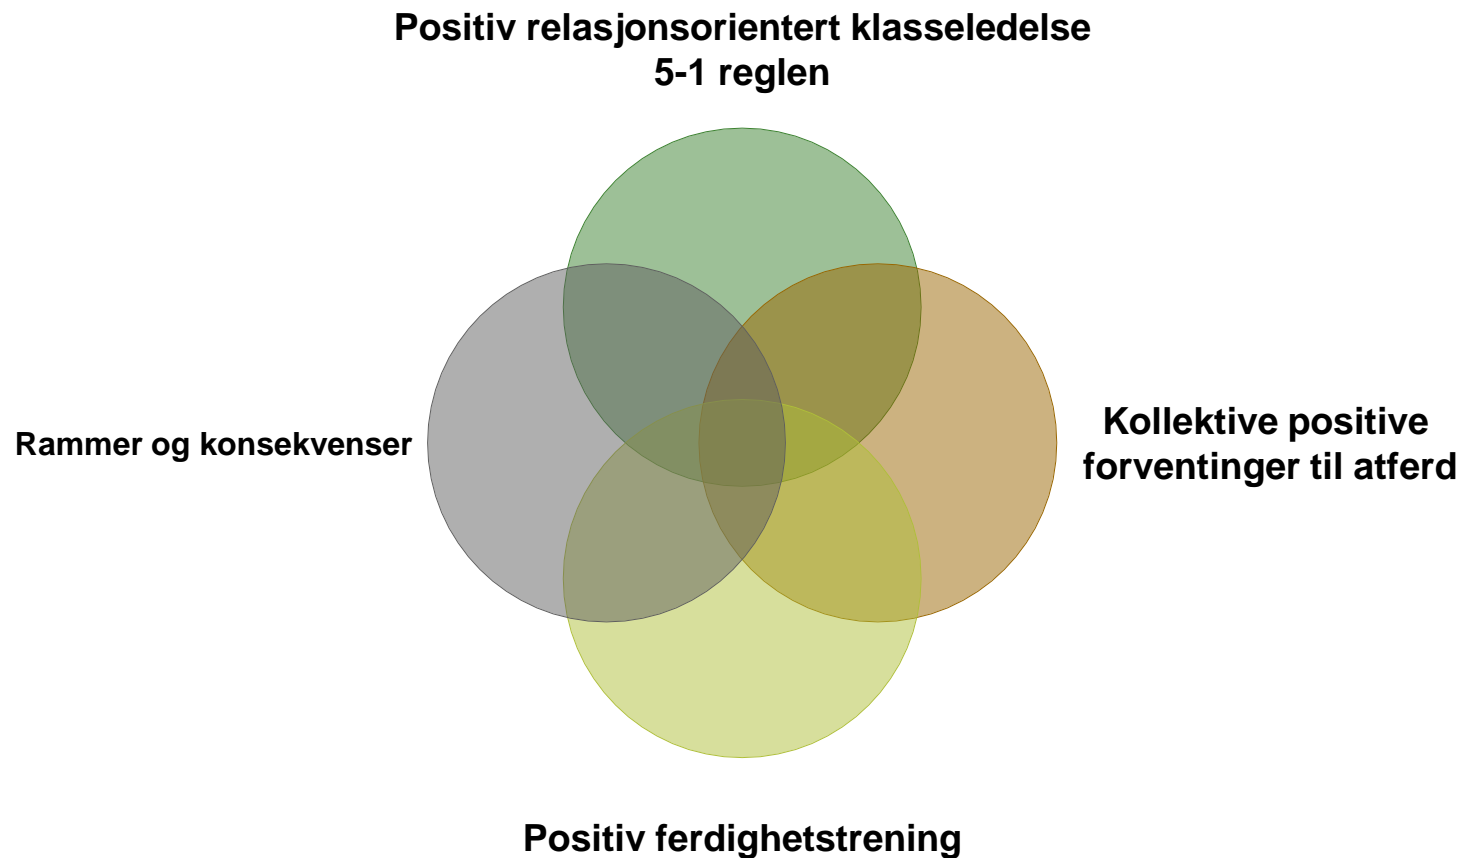 Positiv relasjonsorientert klasseledelse
5-1 reglen
Rammer og konsekvenser
Kollektive positive
forventinger til atferd
Positiv ferdighetstrening